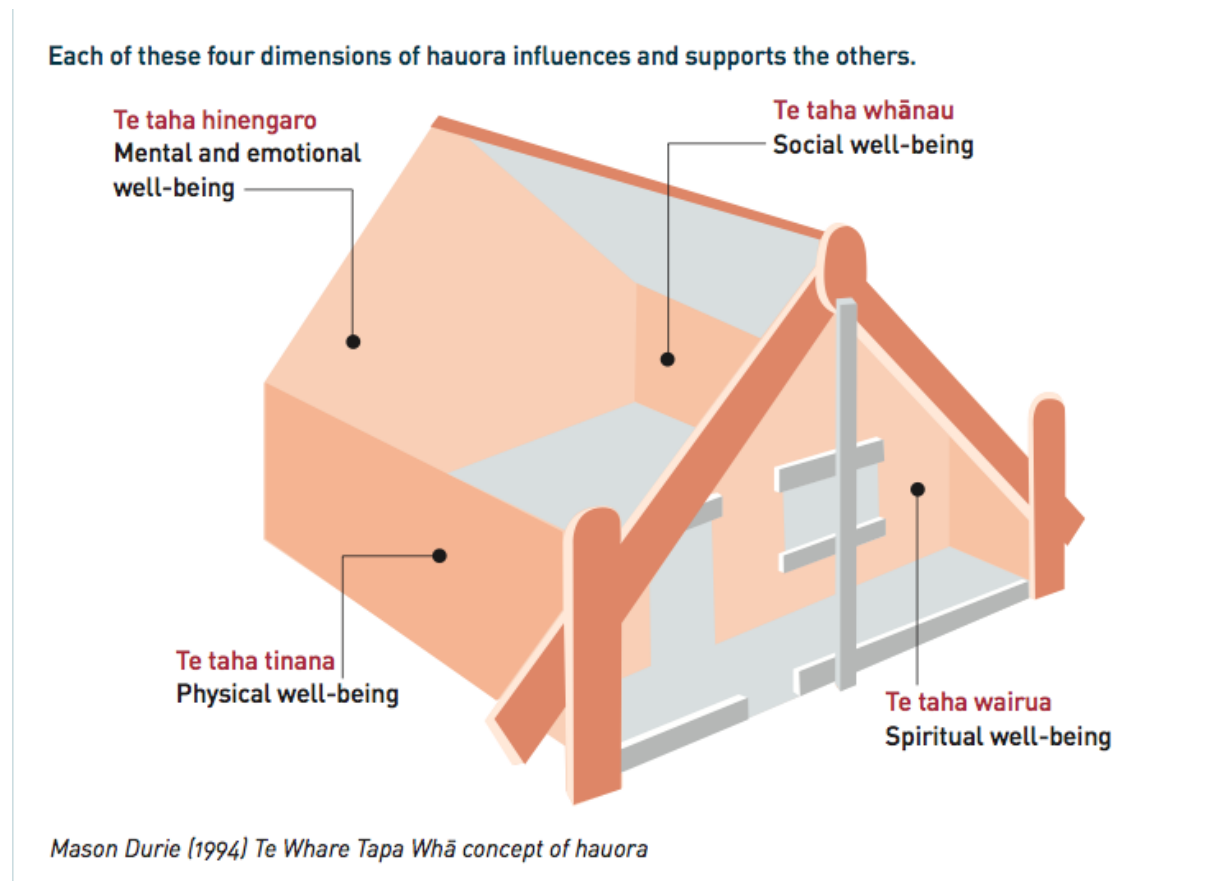 Each of these four dimensions of hauora influences and supports the others.
Te taha hinengaro
Mental and emotional
well-being
Te taha whānau
Social well-being
Te taha tinana
Physical well-being
Te taha wairua
Spiritual well-being
Mason Durie (1994) Te Whare Tapa Whā concept of hauora